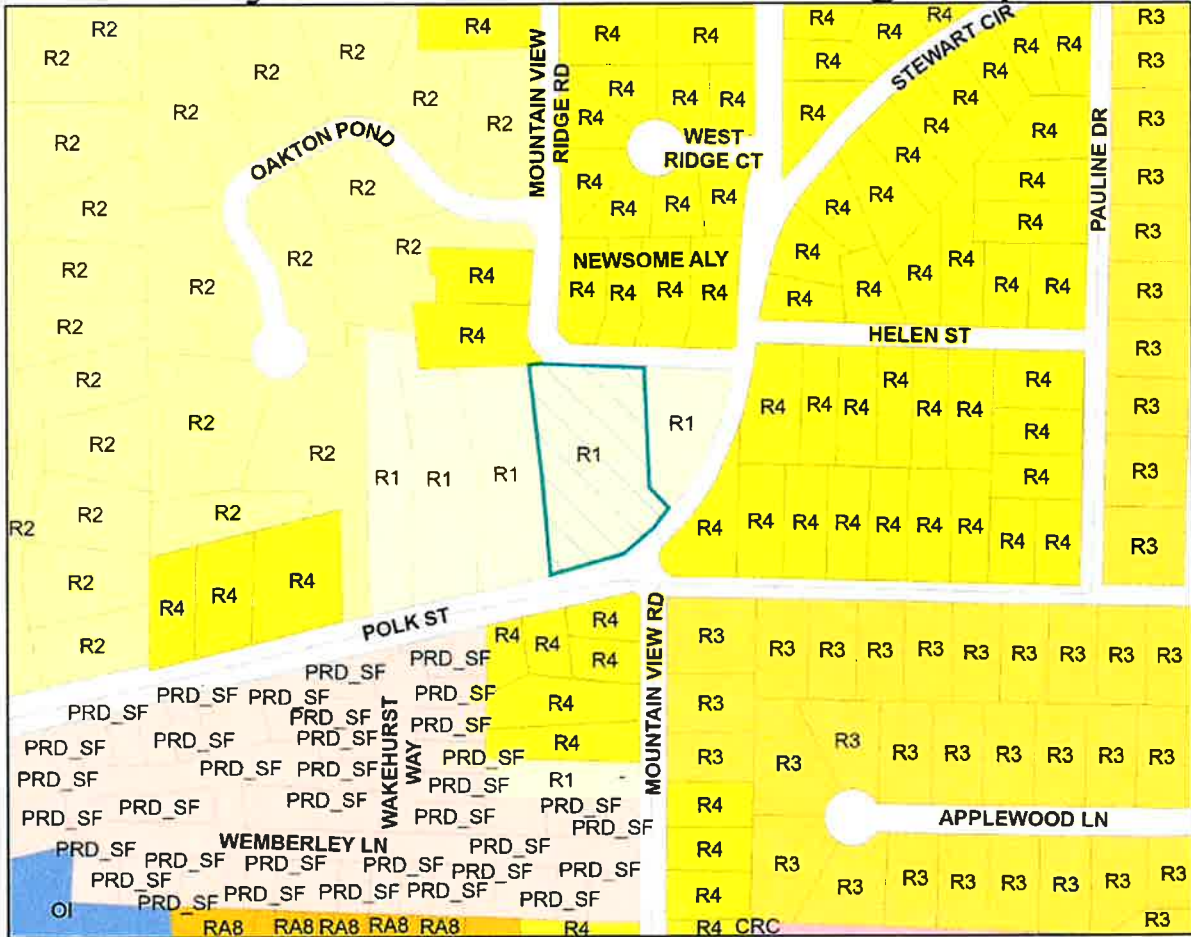 R2 R2 R2 R4 R4 R4 R4 R4 R4 R3
R2 R2 R4 R4 R4 R3
MOUNTAIN VIEW
RIDGE RD
STEWART CIR
R2 R2 R2 R4 R4 R4 R4 R4
R2 R2 R4 R4 R4 R4 R4 R3
OAKTON POND
WEST
RIDGE CT
PAULINE DR
R2 R2 R4 R4 R4 R4 R4 R4 R4 R3
R2 R2 R4 R4 R4 R3
NEWSOME ALY
R2 R2 R4 R4 R4 R4
R2 R4 R4 R4 R4 R4 R4 R4 R4 R4 R3
R2 R4 R3
HELEN ST
R2 R4 R4
R2 R1 R4 R4 R4 R4 R4 R4 R3
R2 R2 R1 R4
R1 R1 R1 R4 R3
R2 R2 R2 R4 R4 R4 R4 R4 R4 R4
R4 R4 R3
R2 R4 R4 R4
R2
POLK ST
MOUNTAIN VIEW RD
R4 R4 R4 R3 R3 R3 R3 R3 R3 R3 R3 R3 R3
PRD_SF PRD_SF R4
PRD_SF PRD_SF PRD_SF R4 R3
PRD_SF PRD_SF PRD_SF
PRD_SF PRD_SF PRD_SF R4 R3 R3 R3 R3 R3 R3 R3 R3
WAKEHURST
WAY
PRD_SF PRD_SF PRD_SF PRD_SF R3
PRD_SF R1
PRD_SF PRD_SF PRD_SF PRD_SF R4
PRD_SF PRD_SF PRD_SF
APPLEWOOD LN
WEMBERLEY LN
PRD_SF PRD_SF R4
PRD_SF PRD_SF PRD_SF PRD_SF PRD_SF R3
PRD_SF PRD_SF PRD_SF PRD_SF PRD_SF R4 R3 R3 R3 R3 R3 R3
OI PRD_SF
RA8 RA8 RA8 RA8 RA8 R4 R4 CRC R3